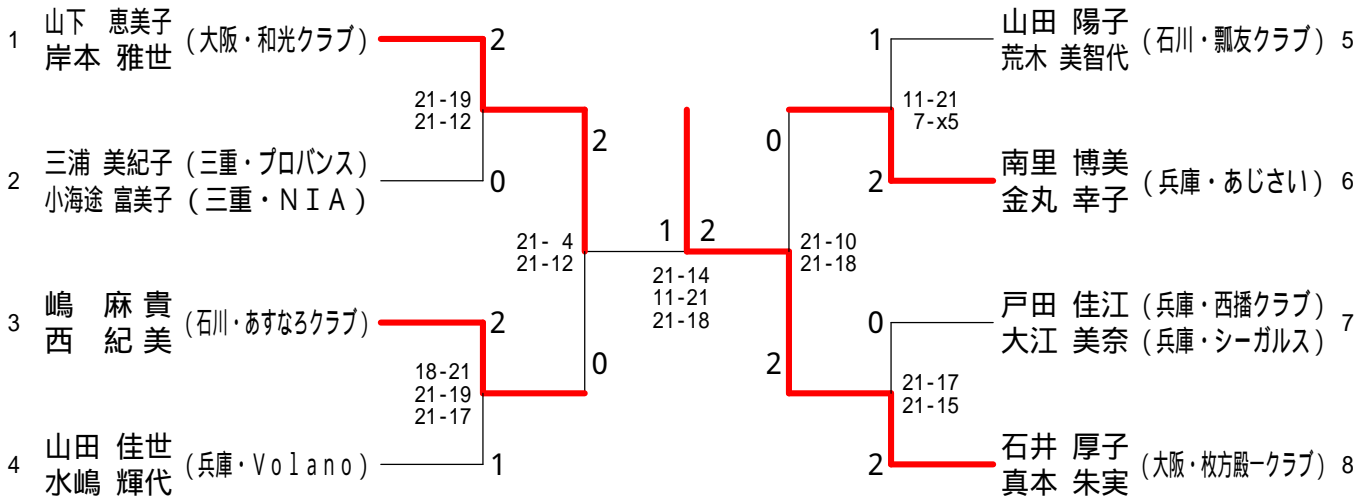 1 山下 恵美子 (大阪・和光クラブ) 2
岸本 雅世
21-19
21-12
2 三浦 美紀子 (三重・プロバンス) 0
小海途 富美子 (三重・ＮＩＡ)
2
21- 4
21-12
3 嶋 麻貴 (石川・あすなろクラブ) 2
西 紀美
0
18-21
21-19
21-17
4 山田 佳世 (兵庫・Ｖｏｌａｎｏ) 1
水嶋 輝代
1 2
21-14
11-21
21-18
1 山田 陽子 (石川・瓢友クラブ) 5
荒木 美智代
11-21
7-x5
0
2 南里 博美 (兵庫・あじさい) 6
金丸 幸子
21-10
21-18
0 戸田 佳江 (兵庫・西播クラブ) 7
大江 美奈 (兵庫・シーガルス)
2
21-17
21-15
2 石井 厚子 (大阪・枚方殿一クラブ) 8
真本 朱実